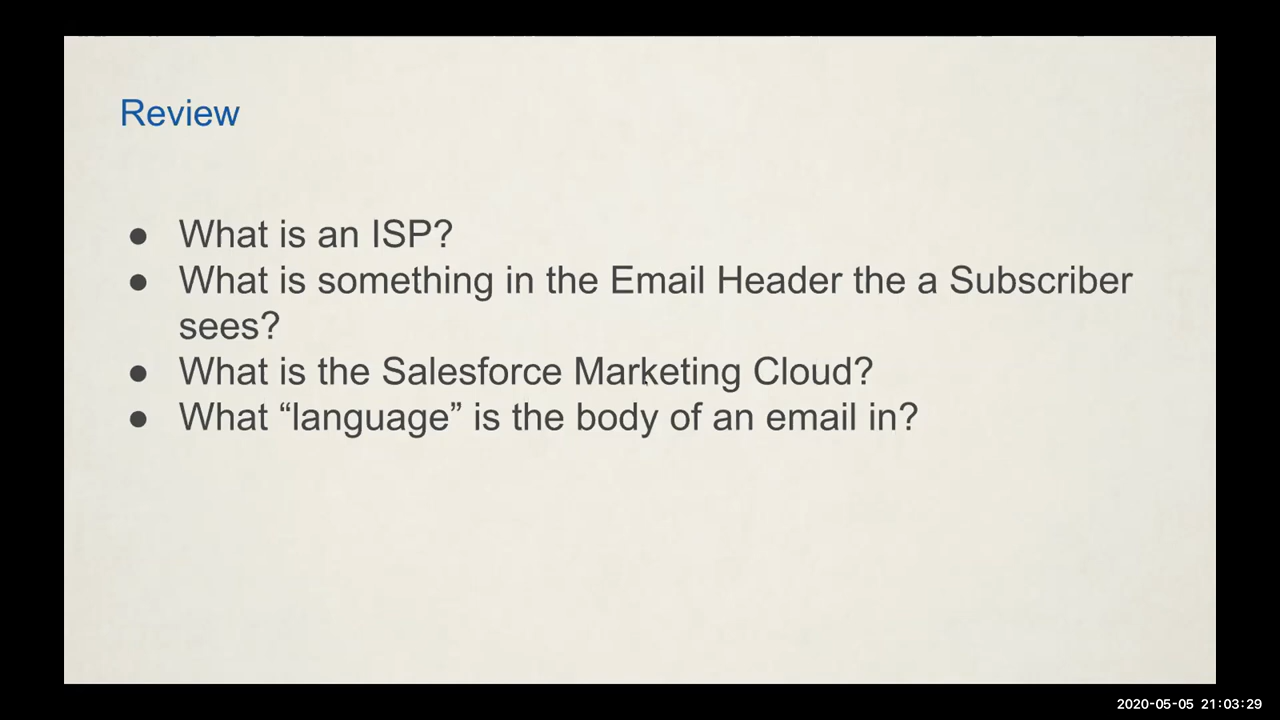 Review
● What is an ISP?
● What is something in the Email Header the a Subscriber
sees?
● What is the Salesforce Marketing Cloud?
● What “language” is the body of an email in?
2020-05-05 21:03:29